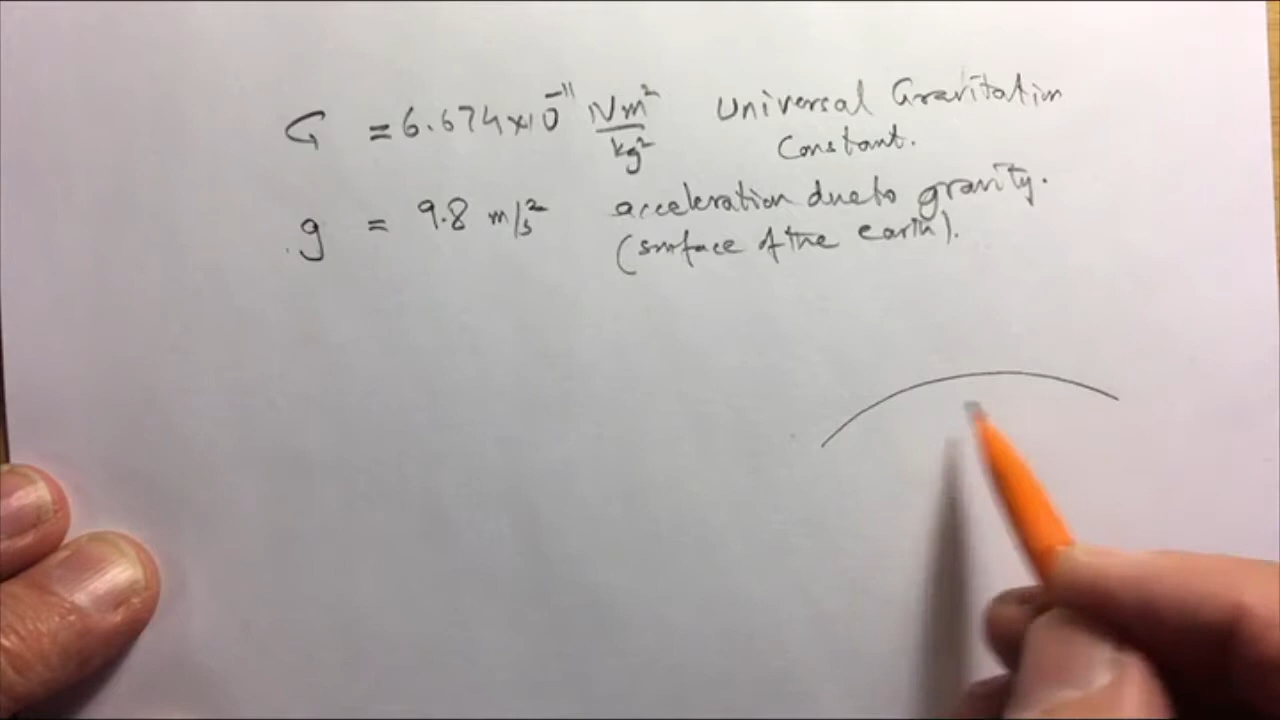 G = 6.674×10⁻¹¹ Nm²/kg² Universal Gravitation
Constant.
g = 9.8 m/s² acceleration due to gravity.
(surface of the earth).